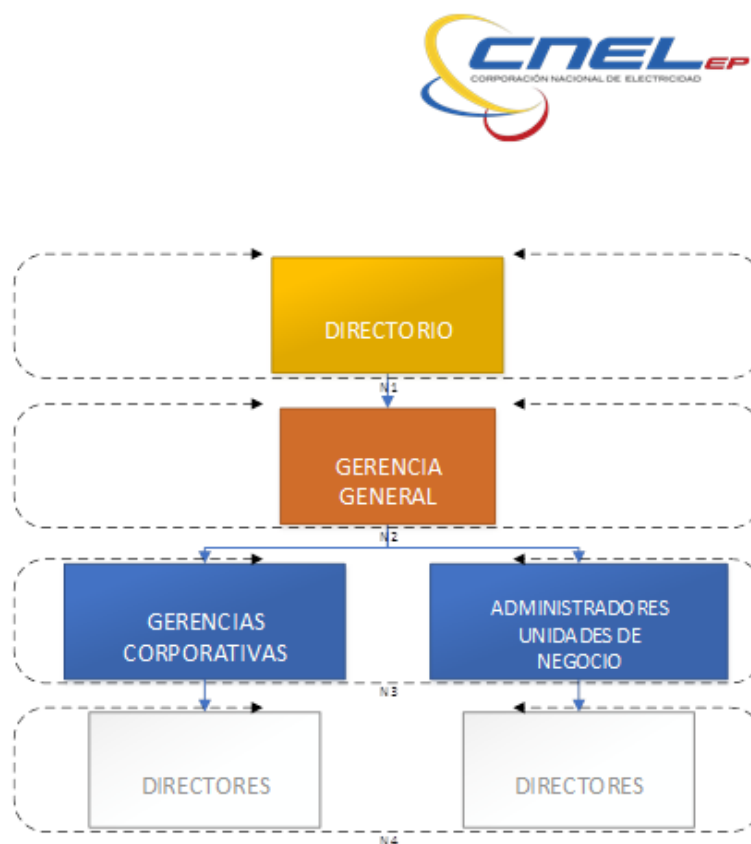 CNEL EP
CORPORACIÓN NACIONAL DE ELECTRICIDAD
DIRECTORIO
N1
GERENCIA
GENERAL
N2
GERENCIAS
CORPORATIVAS
ADMINISTRADORES
UNIDADES DE
NEGOCIO
N3
DIRECTORES
DIRECTORES
N4